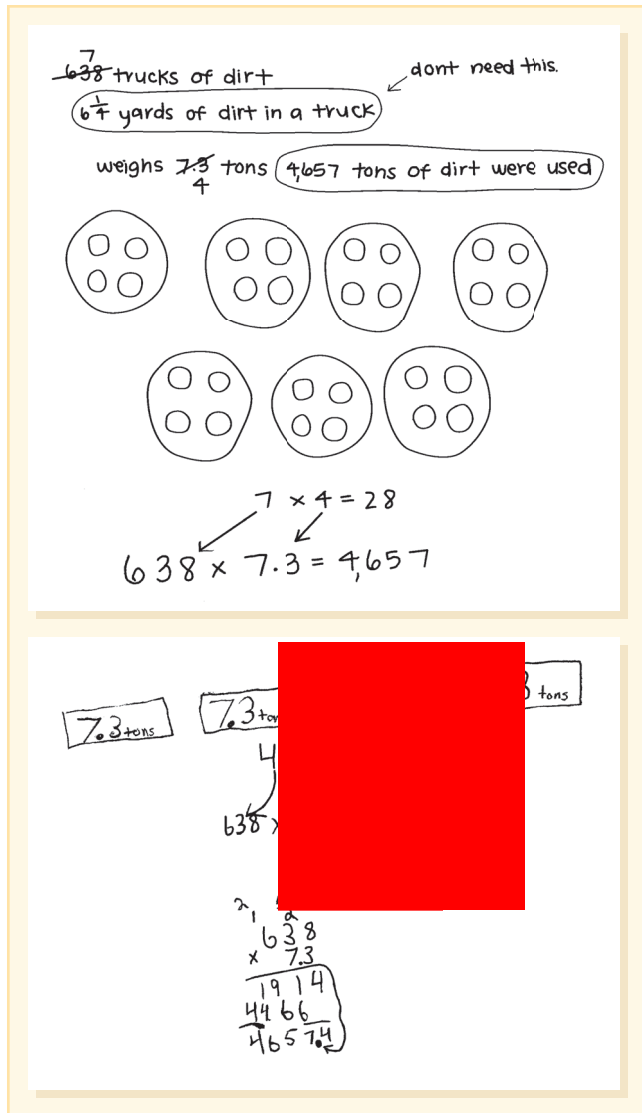 7
638 trucks of dirt
dont need this.
6 1/4 yards of dirt in a truck
weighs 7.3 tons 4,657 tons of dirt were used
4
7 × 4 = 28
638 × 7.3 = 4,657
7.3 tons
7.3
tons
4
638
2 1 2
638
× 7.3
1914
4466
4657.4